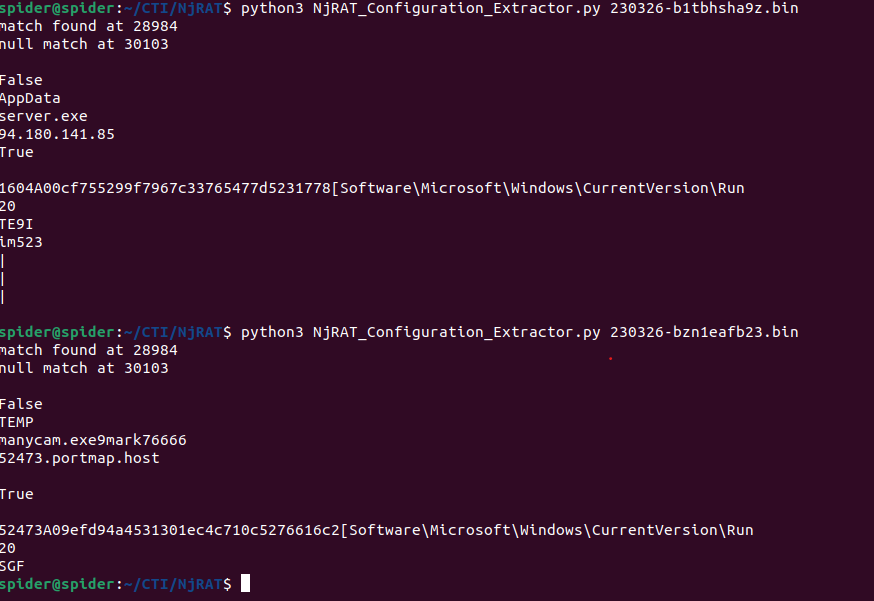 spider@spider:~/CTI/NjRAT$ python3 NjRAT_Configuration_Extractor.py 230326-b1tbhsha9z.bin
match found at 28984
null match at 30103
False
AppData
server.exe
94.180.141.85
True
1604A00cf755299f7967c33765477d5231778[Software\Microsoft\Windows\CurrentVersion\Run
20
TE9I
im523
|
|
|
spider@spider:~/CTI/NjRAT$ python3 NjRAT_Configuration_Extractor.py 230326-bzn1eafb23.bin
match found at 28984
null match at 30103
False
TEMP
manycam.exe9mark76666
52473.portmap.host
True
52473A09efd94a4531301ec4c710c5276616c2[Software\Microsoft\Windows\CurrentVersion\Run
20
SGF
spider@spider:~/CTI/NjRAT$